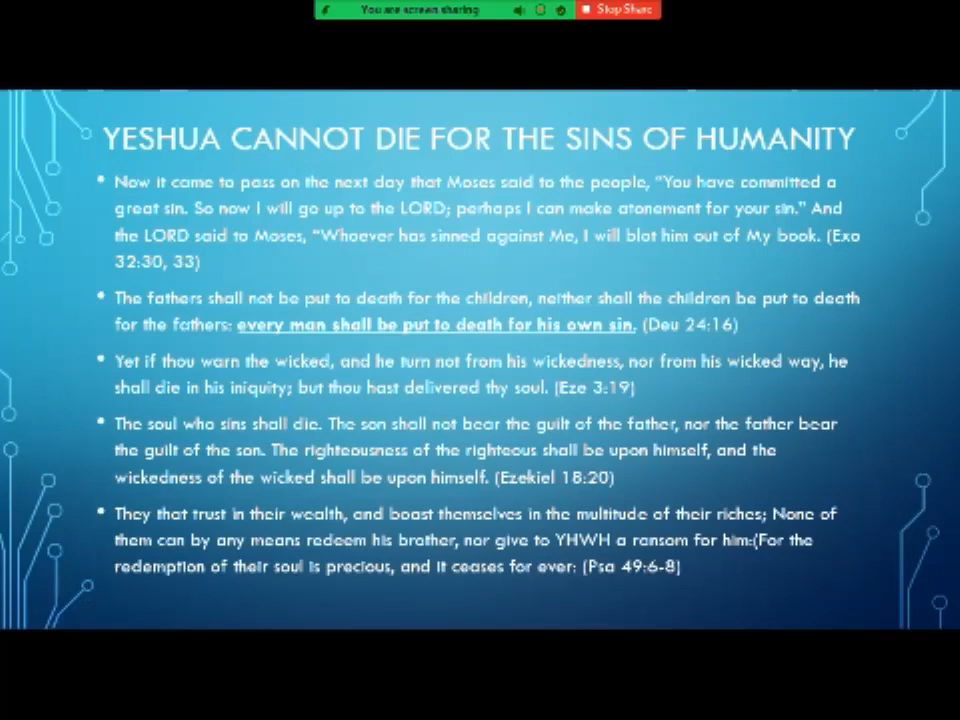 You are screen sharing
Stop Share
YESHUA CANNOT DIE FOR THE SINS OF HUMANITY
• Now it came to pass on the next day that Moses said to the people, “You have committed a
great sin. So now I will go up to the LORD; perhaps I can make atonement for your sin.” And
the LORD said to Moses, “Whoever has sinned against Me, I will blot him out of My book. (Exo
32:30, 33)
• The fathers shall not be put to death for the children, neither shall the children be put to death
for the fathers: every man shall be put to death for his own sin. (Deu 24:16)
• Yet if thou warn the wicked, and he turn not from his wickedness, nor from his wicked way, he
shall die in his iniquity; but thou hast delivered thy soul. (Eze 3:19)
• The soul who sins shall die. The son shall not bear the guilt of the father, nor the father bear
the guilt of the son. The righteousness of the righteous shall be upon himself, and the
wickedness of the wicked shall be upon himself. (Ezekiel 18:20)
• They that trust in their wealth, and boast themselves in the multitude of their riches; None of
them can by any means redeem his brother, nor give to YHWH a ransom for him:(For the
redemption of their soul is precious, and it ceases for ever: (Psa 49:6-8)